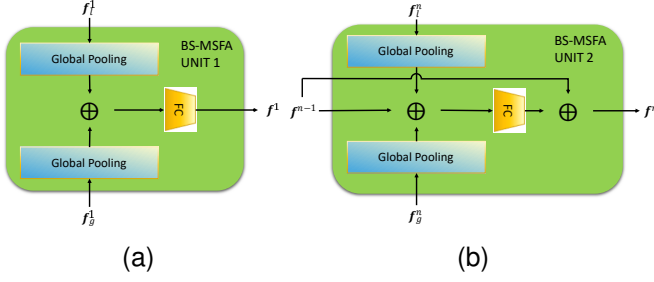 f_l^1
Global Pooling
BS-MSFA
UNIT 1
⊕
FC
f^1
Global Pooling
f_g^1
(a)
f_l^n
Global Pooling
BS-MSFA
UNIT 2
f^{n-1}
⊕
FC
⊕
Global Pooling
f_g^n
(b)